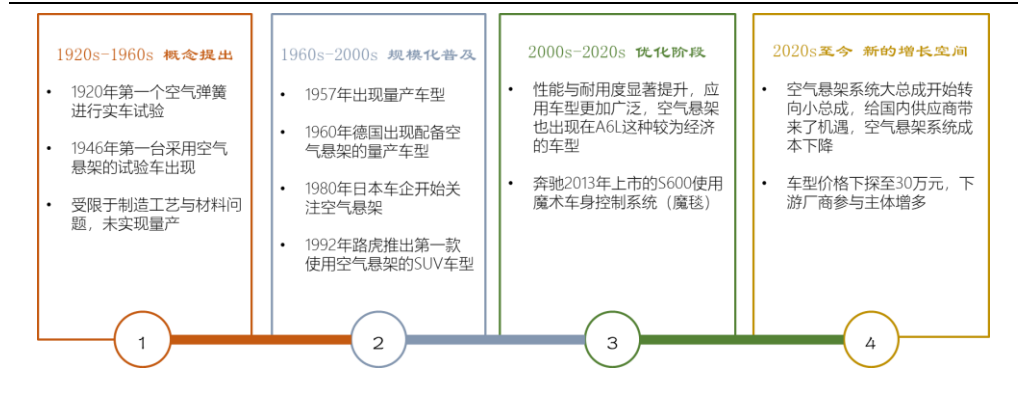 1920s-1960s 概念提出
• 1920年第一个空气弹簧
进行实车试验
• 1946年第一台采用空气
悬架的试验车出现
• 受限于制造工艺与材料问
题，未实现量产
1
1960s-2000s 规模化普及
• 1957年出现量产车型
• 1960年德国出现配备空
气悬架的量产车型
• 1980年日本车企开始关
注空气悬架
• 1992年路虎推出第一款
使用空气悬架的SUV车型
2
2000s-2020s 优化阶段
• 性能与耐用度显著提升，应
用车型更加广泛，空气悬架
也出现在A6L这种较为经济
的车型
• 奔驰2013年上市的S600使用
魔术车身控制系统（魔毯）
3
2020s至今 新的增长空间
• 空气悬架系统大总成开始转
向小总成，给国内供应商带
来了机遇，空气悬架系统成
本下降
• 车型价格下探至30万元，下
游厂商参与主体增多
4